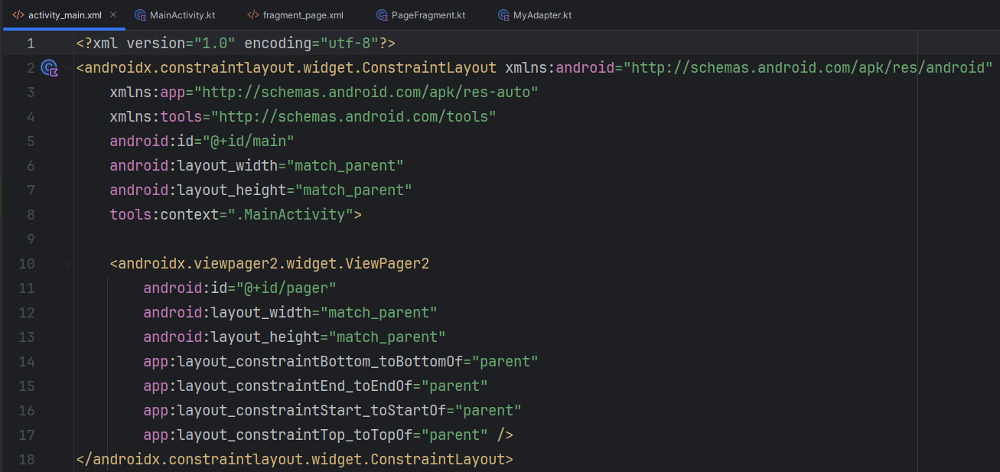 activity_main.xml MainActivity.kt fragment_page.xml PageFragment.kt MyAdapter.kt
1 <?xml version="1.0" encoding="utf-8"?>
2 <androidx.constraintlayout.widget.ConstraintLayout xmlns:android="http://schemas.android.com/apk/res/android"
3 xmlns:app="http://schemas.android.com/apk/res-auto"
4 xmlns:tools="http://schemas.android.com/tools"
5 android:id="@+id/main"
6 android:layout_width="match_parent"
7 android:layout_height="match_parent"
8 tools:context=".MainActivity">
9
10 <androidx.viewpager2.widget.ViewPager2
11 android:id="@+id/pager"
12 android:layout_width="match_parent"
13 android:layout_height="match_parent"
14 app:layout_constraintBottom_toBottomOf="parent"
15 app:layout_constraintEnd_toEndOf="parent"
16 app:layout_constraintStart_toStartOf="parent"
17 app:layout_constraintTop_toTopOf="parent" />
18 </androidx.constraintlayout.widget.ConstraintLayout>